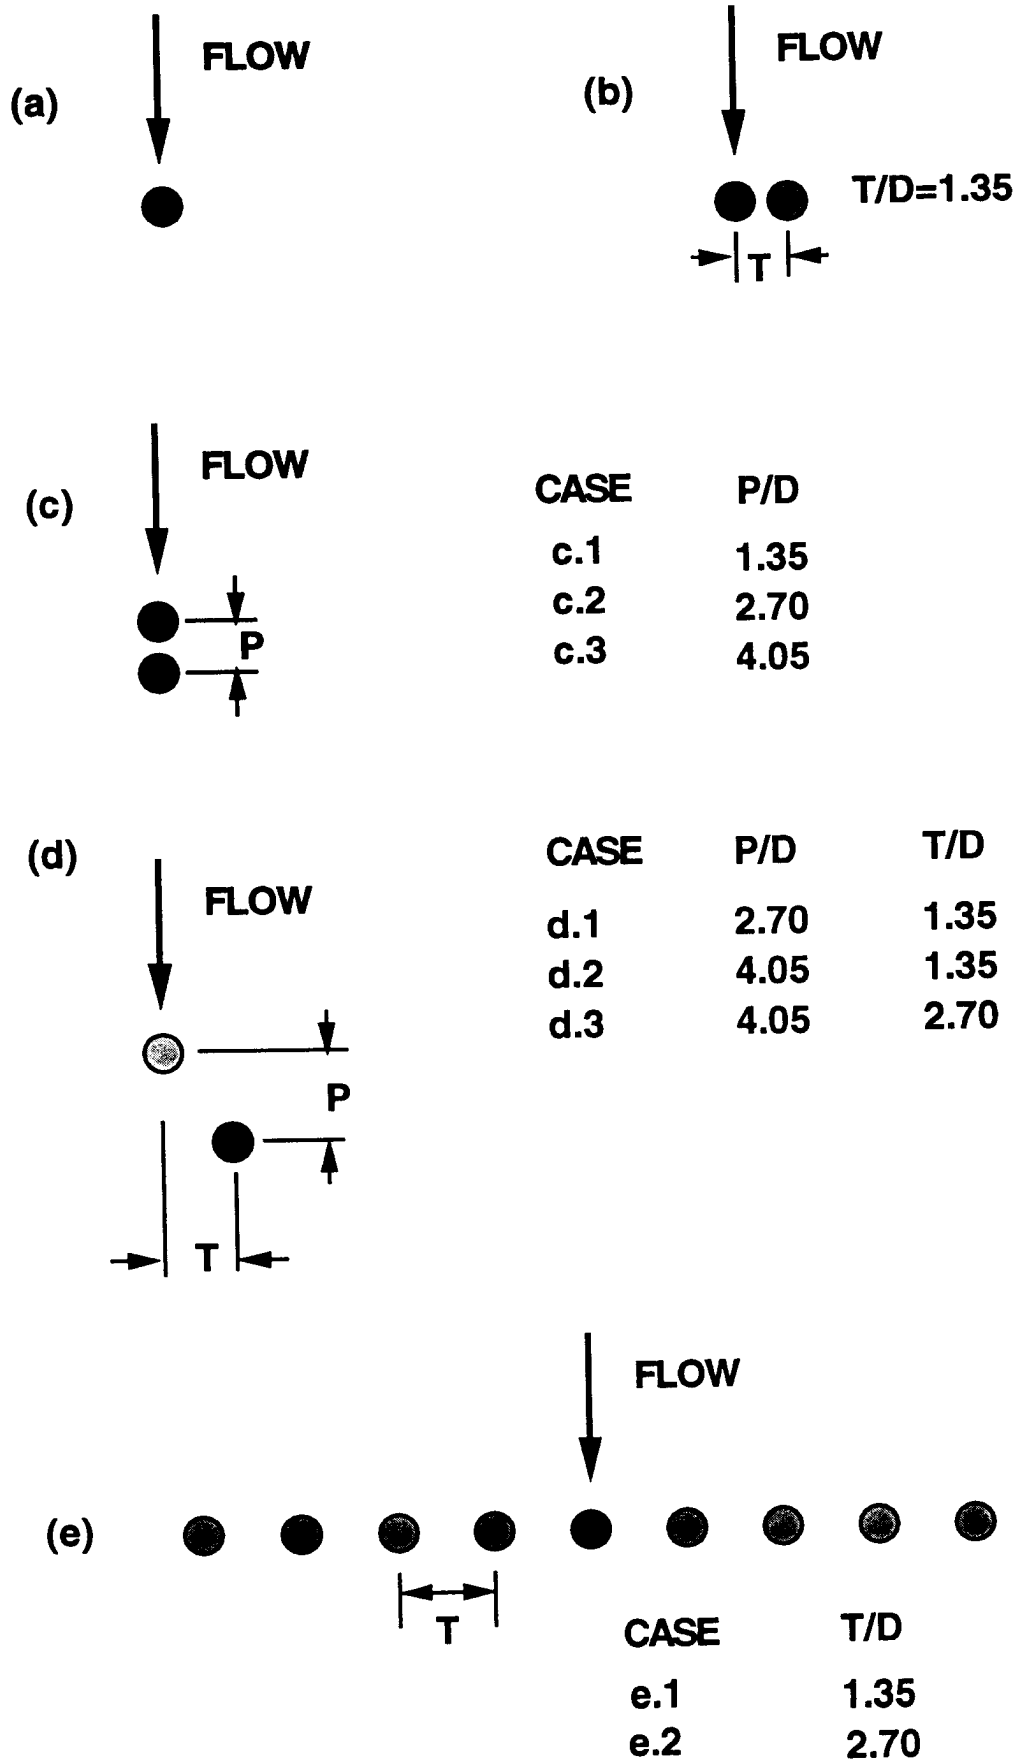 FLOW
(a)
FLOW
(b)
T/D=1.35
T
FLOW
(c)
P
CASE P/D
c.1 1.35
c.2 2.70
c.3 4.05
(d)
FLOW
P
T
CASE P/D T/D
d.1 2.70 1.35
d.2 4.05 1.35
d.3 4.05 2.70
FLOW
(e)
T
CASE T/D
e.1 1.35
e.2 2.70